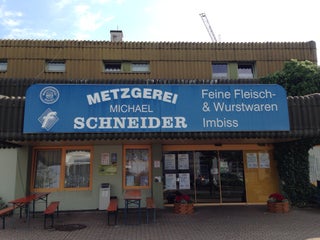 METZGEREI
MICHAEL
SCHNEIDER
Feine Fleisch-
& Wurstwaren
Imbiss